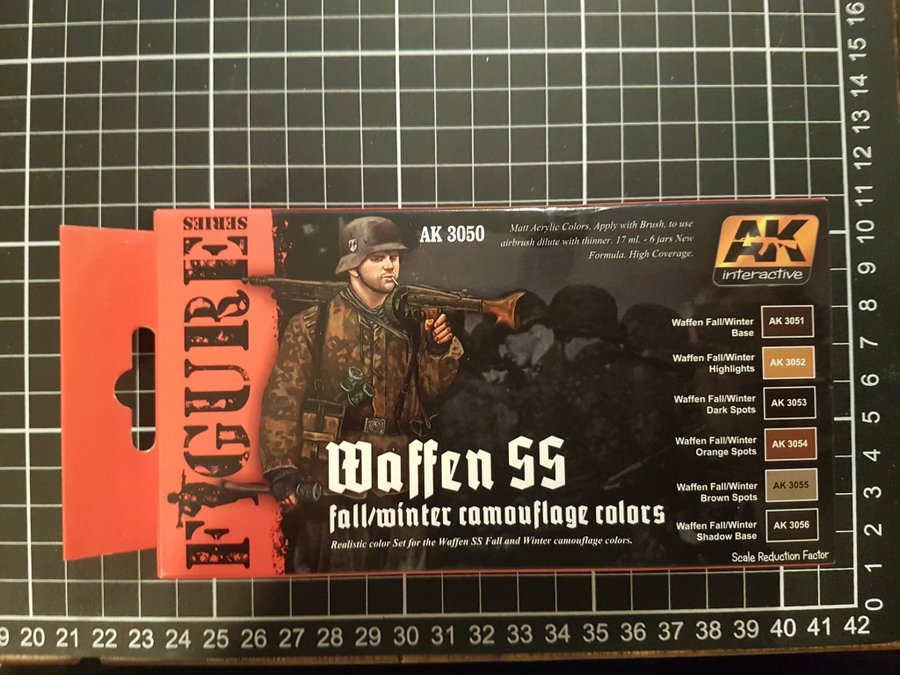 FIGURE
SERIES
AK 3050
Matt Acrylic Colors, Apply with Brush, to use
airbrush dilute with thinner. 17 ml. - 6 jars New
Formula. High Coverage.
AK
interactive
Waffen Fall/Winter
Base
AK 3051
Waffen Fall/Winter
Highlights
AK 3052
Waffen Fall/Winter
Dark Spots
AK 3053
Waffen Fall/Winter
Orange Spots
AK 3054
Waffen Fall/Winter
Brown Spots
AK 3055
Waffen Fall/Winter
Shadow Base
AK 3056
Scale Reduction Factor
Waffen SS
fall/winter camouflage colors
Realistic color Set for the Waffen SS Fall and Winter camouflage colors.
16
15
14
13
12
11
10
9
8
7
6
5
4
3
2
1
0
9 20 21 22 23 24 25 26 27 28 29 30 31 32 33 34 35 36 37 38 39 40 41 42